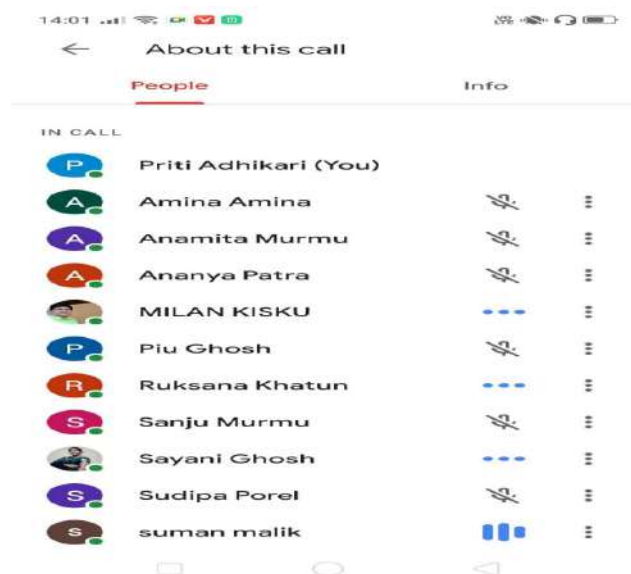 14:01
About this call
People Info
IN CALL
P Priti Adhikari (You)
A Amina Amina
A Anamita Murmu
A Ananya Patra
MILAN KISKU
P Piu Ghosh
R Ruksana Khatun
S Sanju Murmu
Sayani Ghosh
S Sudipa Porel
s suman malik